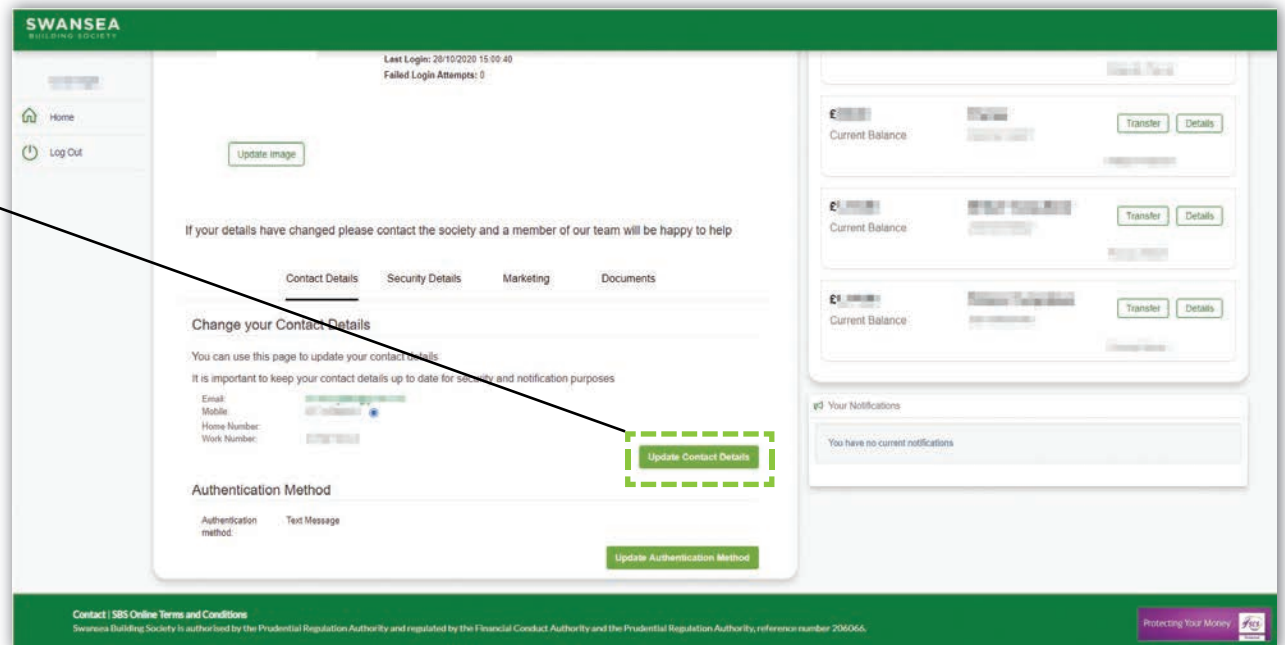 SWANSEA
BUILDING SOCIETY
Home
Log Out
Last Login: 28/10/2020 15:00:40
Failed Login Attempts: 0
Update Image
If your details have changed please contact the society and a member of our team will be happy to help
Contact Details Security Details Marketing Documents
Change your Contact Details
You can use this page to update your contact details
It is important to keep your contact details up to date for security and notification purposes
Email:
Mobile
Home Number:
Work Number:
Update Contact Details
Authentication Method
Authentication method: Text Message
Update Authentication Method
£
Current Balance
Transfer Details
£
Current Balance
Transfer Details
£
Current Balance
Transfer Details
Your Notifications
You have no current notifications
Contact | SBS Online Terms and Conditions
Swansea Building Society is authorised by the Prudential Regulation Authority and regulated by the Financial Conduct Authority and the Prudential Regulation Authority, reference number 206066.
Protecting Your Money